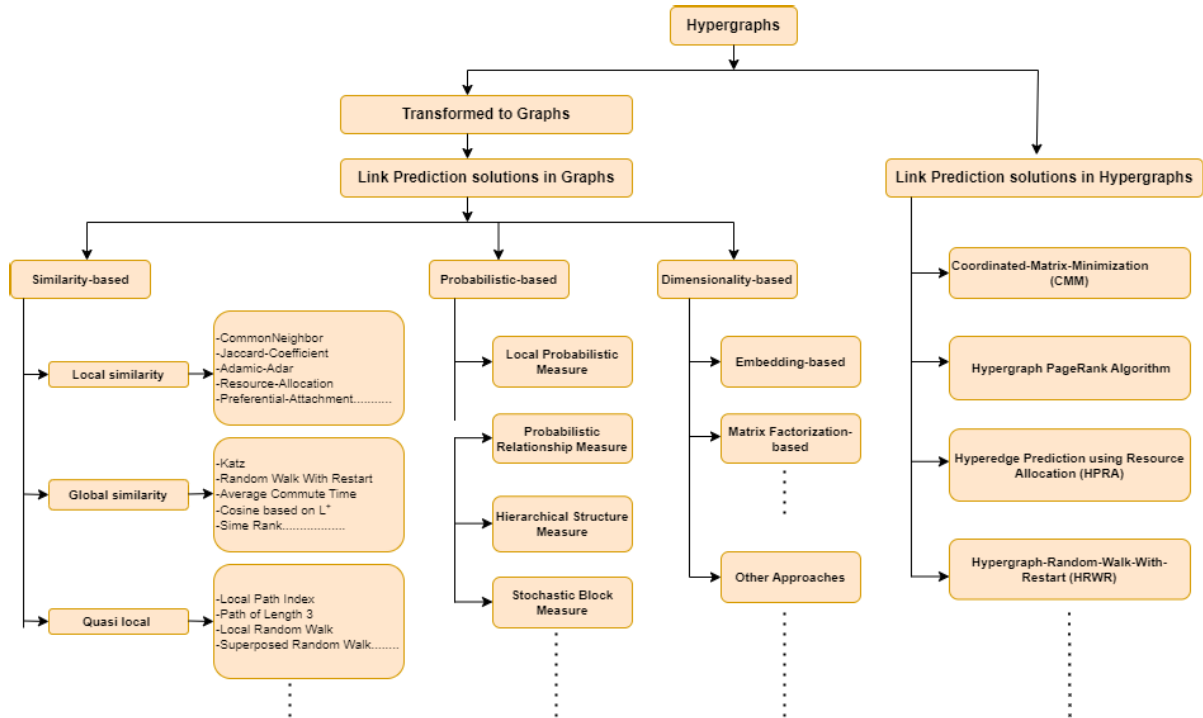 Hypergraphs
Transformed to Graphs
Link Prediction solutions in Graphs
Link Prediction solutions in Hypergraphs
Similarity-based
Probabilistic-based
Dimensionality-based
Local similarity
-CommonNeighbor
-Jaccard-Coefficient
-Adamic-Adar
-Resource-Allocation
-Preferential-Attachment...........
Global similarity
-Katz
-Random Walk With Restart
-Average Commute Time
-Cosine based on L⁺
-Sime Rank...................
Quasi local
-Local Path Index
-Path of Length 3
-Local Random Walk
-Superposed Random Walk........
Local Probabilistic
Measure
Probabilistic
Relationship Measure
Hierarchical Structure
Measure
Stochastic Block
Measure
Embedding-based
Matrix Factorization-
based
Other Approaches
Coordinated-Matrix-Minimization
(CMM)
Hypergraph PageRank Algorithm
Hyperedge Prediction using Resource
Allocation (HPRA)
Hypergraph-Random-Walk-With-
Restart (HRWR)